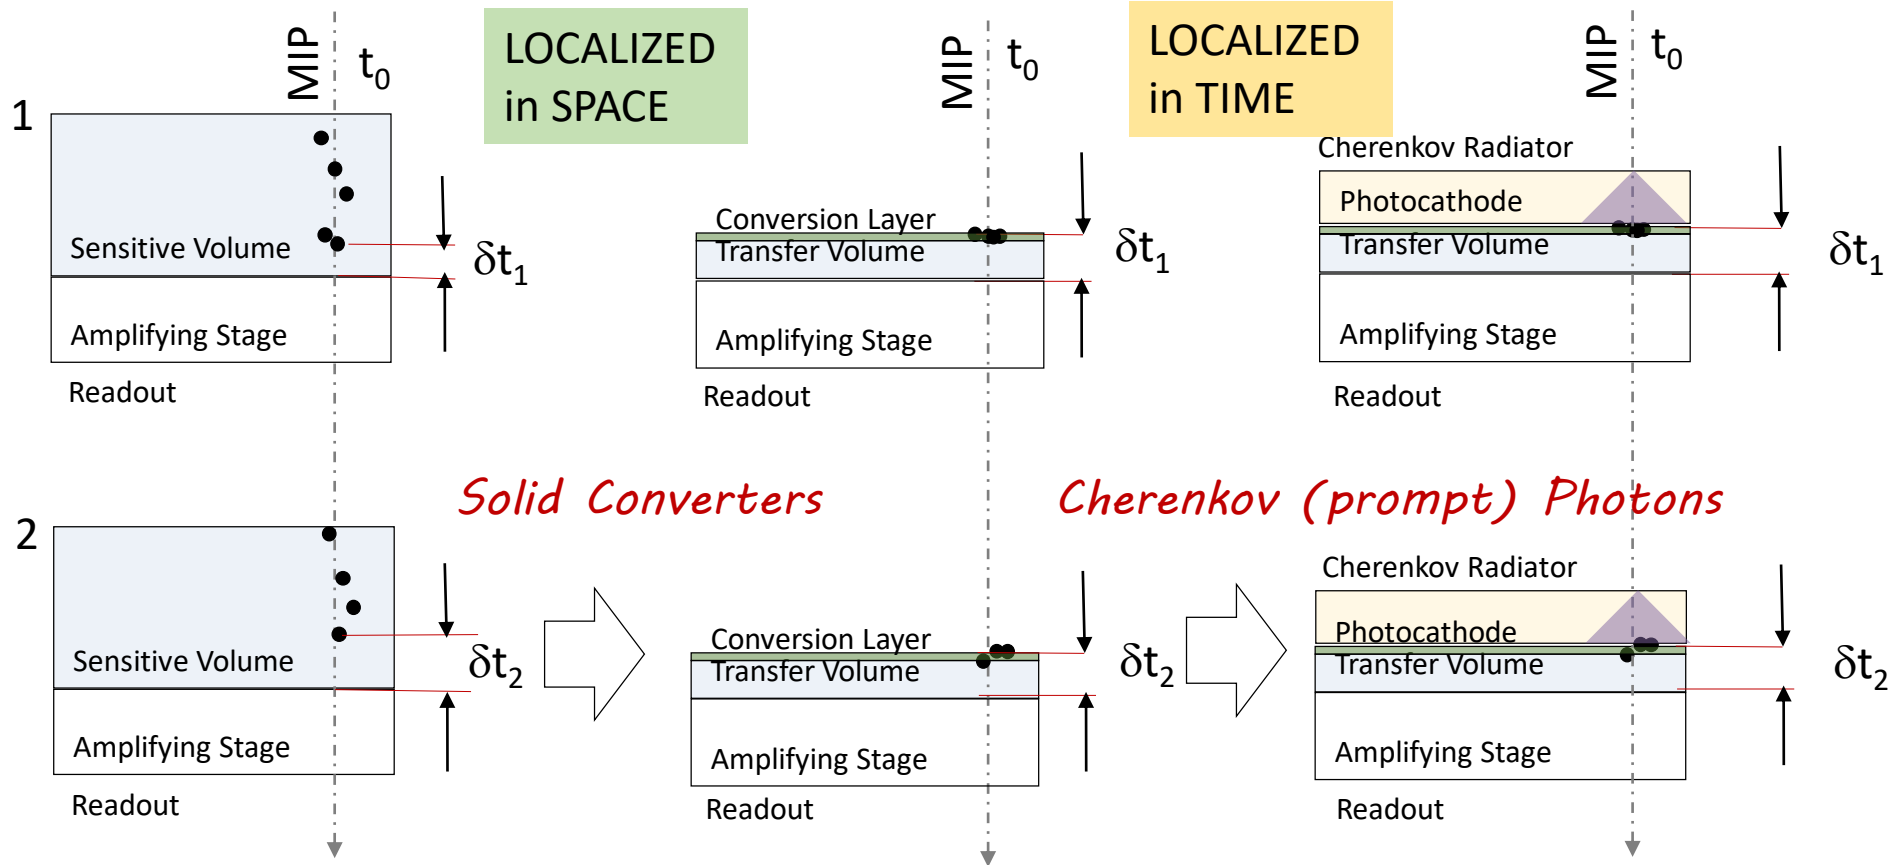 MIP
t₀
LOCALIZED
in SPACE
MIP
t₀
LOCALIZED
in TIME
MIP
t₀
1
Sensitive Volume
δt₁
Amplifying Stage
Readout
Conversion Layer
Transfer Volume
δt₁
Amplifying Stage
Readout
Cherenkov Radiator
Photocathode
Transfer Volume
δt₁
Amplifying Stage
Readout
Solid Converters
Cherenkov (prompt) Photons
2
Sensitive Volume
δt₂
Amplifying Stage
Readout
Conversion Layer
Transfer Volume
δt₂
Amplifying Stage
Readout
Cherenkov Radiator
Photocathode
Transfer Volume
δt₂
Amplifying Stage
Readout